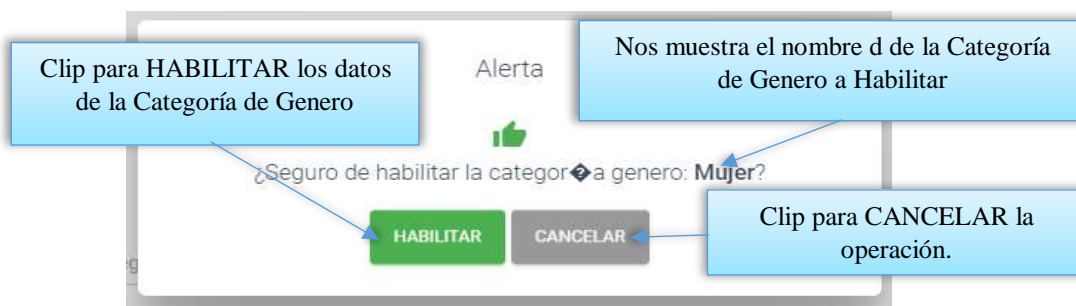 Clip para HABILITAR los datos
de la Categoría de Genero
Alerta
Nos muestra el nombre d de la Categoría
de Genero a Habilitar
¿Seguro de habilitar la categor�a genero: Mujer?
HABILITAR
CANCELAR
Clip para CANCELAR la
operación.
eg